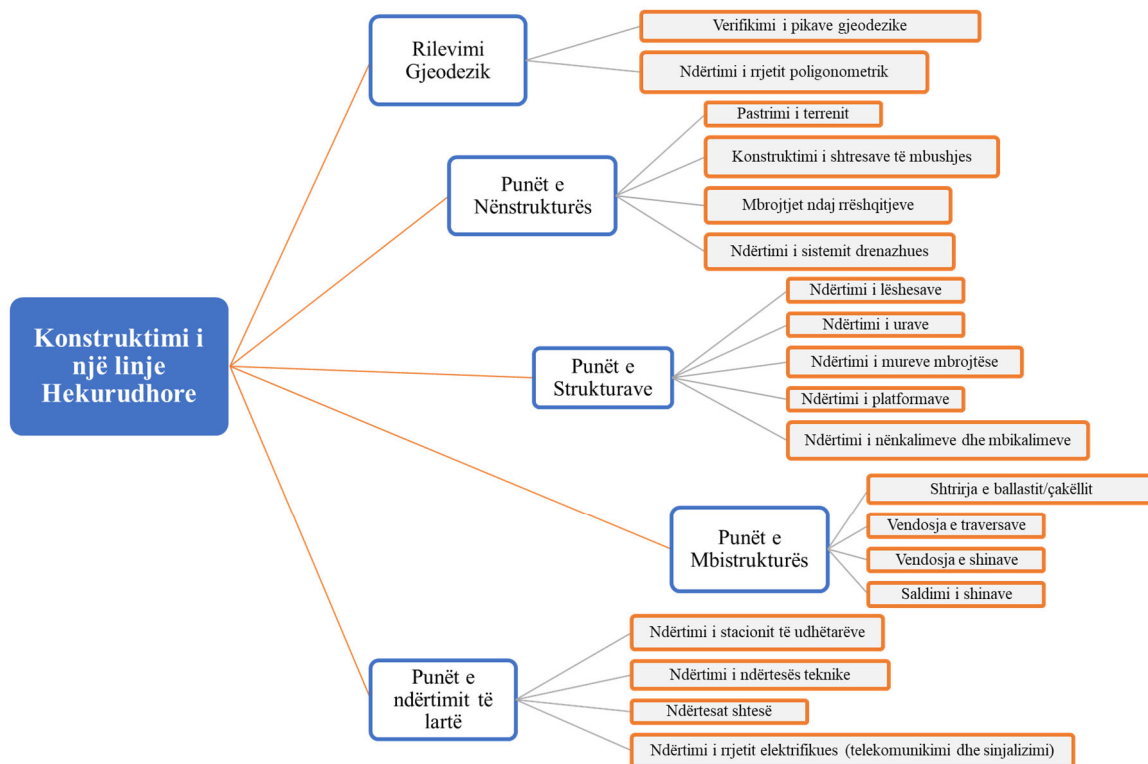 Konstruktimi i
një linje
Hekurudhore
Rilevimi
Gjeodezik
Verifikimi i pikave gjeodezike
Ndërtimi i rrjetit poligonometrik
Punët e
Nënstrukturës
Pastrimi i terrenit
Konstruktimi i shtresave të mbushjes
Mbrojtjet ndaj rrëshqitjeve
Ndërtimi i sistemit drenazhues
Punët e
Strukturave
Ndërtimi i lëshesave
Ndërtimi i urave
Ndërtimi i mureve mbrojtëse
Ndërtimi i platformave
Ndërtimi i nënkalimeve dhe mbikalimeve
Punët e
Mbistrukturës
Shtrirja e ballastit/çakëllit
Vendosja e traversave
Vendosja e shinave
Saldimi i shinave
Punët e
ndërtimit të
lartë
Ndërtimi i stacionit të udhëtarëve
Ndërtimi i ndërtesës teknike
Ndërtesat shtesë
Ndërtimi i rrjetit elektrifikues (telekomunikimi dhe sinjalizimi)